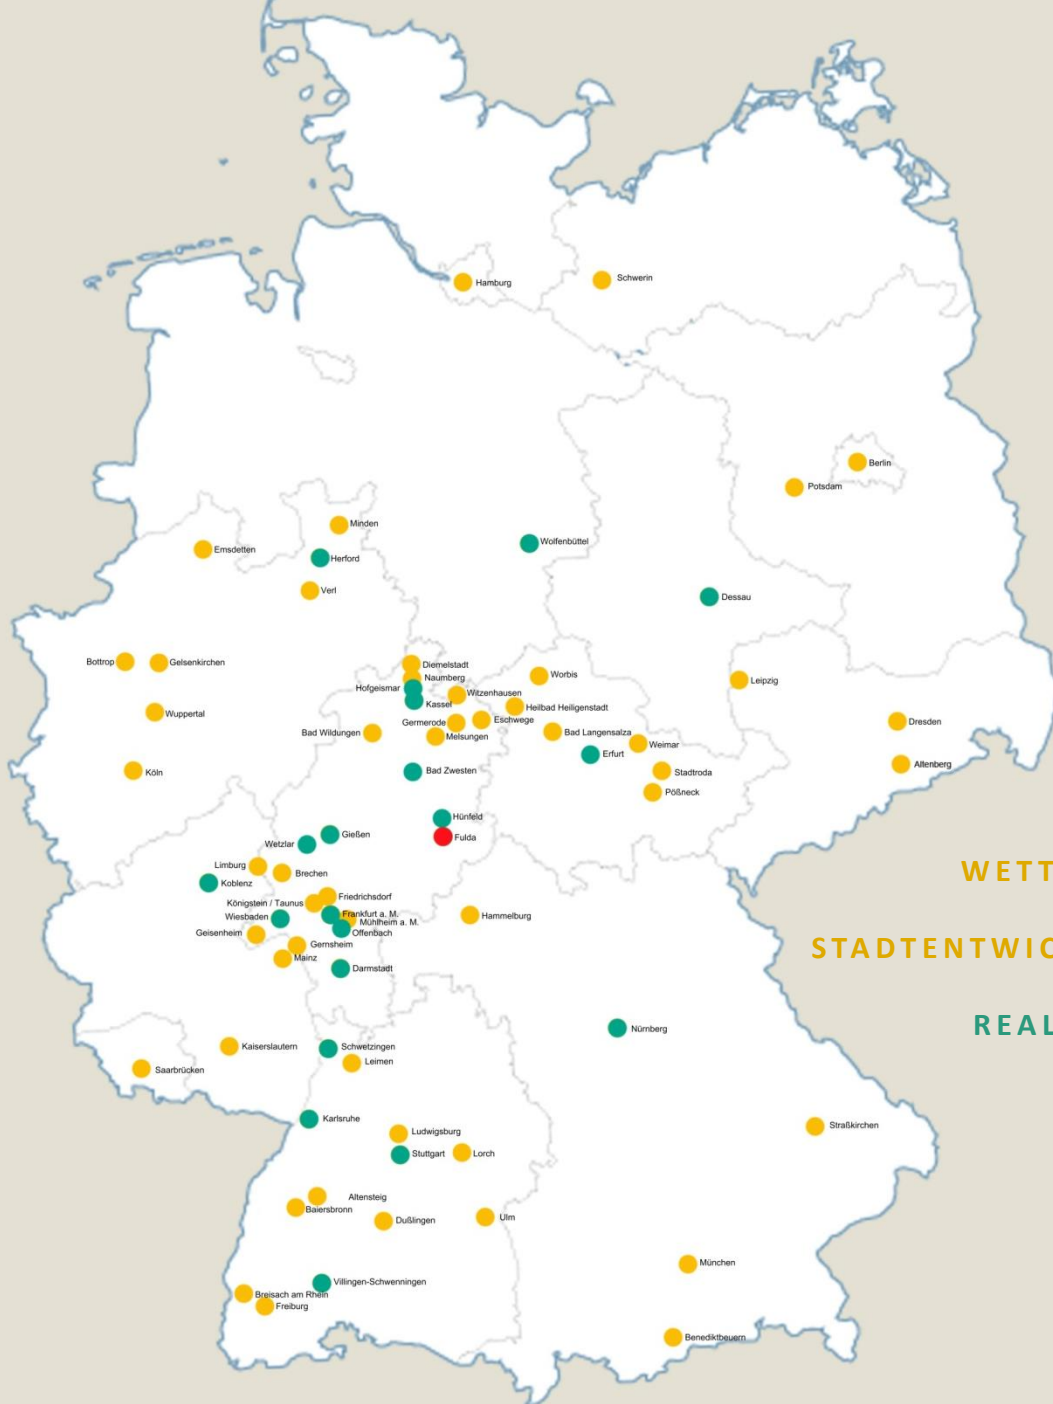 Hamburg
Schwerin
Berlin
Potsdam
Minden
Emsdetten
Herford
Wolfenbüttel
Verl
Dessau
Bottrop
Gelsenkirchen
Diemelstadt
Naumberg
Hofgeismar
Kassel
Witzenhausen
Worbis
Leipzig
Wuppertal
Heilbad Heiligenstadt
Germerode
Eschwege
Bad Wildungen
Melsungen
Bad Langensalza
Dresden
Weimar
Erfurt
Altenberg
Köln
Bad Zwesten
Stadtroda
Pößneck
Hünfeld
Fulda
Gießen
Wetzlar
Limburg
Brechen
WETT
Koblenz
Friedrichsdorf
Königstein / Taunus
Wiesbaden
Frankfurt a. M.
Mühlheim a. M.
Hammelburg
Geisenheim
Offenbach
Gernsheim
STADTENTWIC
Mainz
Darmstadt
Nürnberg
REAL
Kaiserslautern
Schwetzingen
Leimen
Saarbrücken
Karlsruhe
Straßkirchen
Ludwigsburg
Stuttgart
Lorch
Altensteig
Baiersbronn
Dußlingen
Ulm
München
Villingen-Schwenningen
Breisach am Rhein
Freiburg
Benediktbeuern